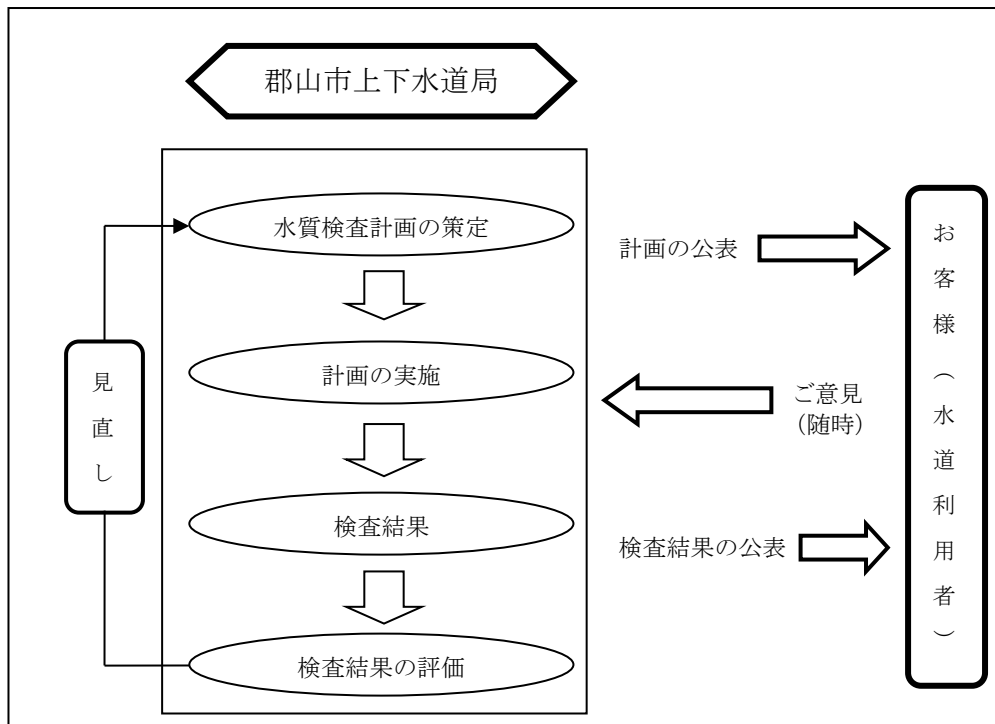 郡山市上下水道局
水質検査計画の策定
計画の公表
お客様（水道利用者）
計画の実施
見直し
ご意見
（随時）
検査結果
検査結果の公表
検査結果の評価